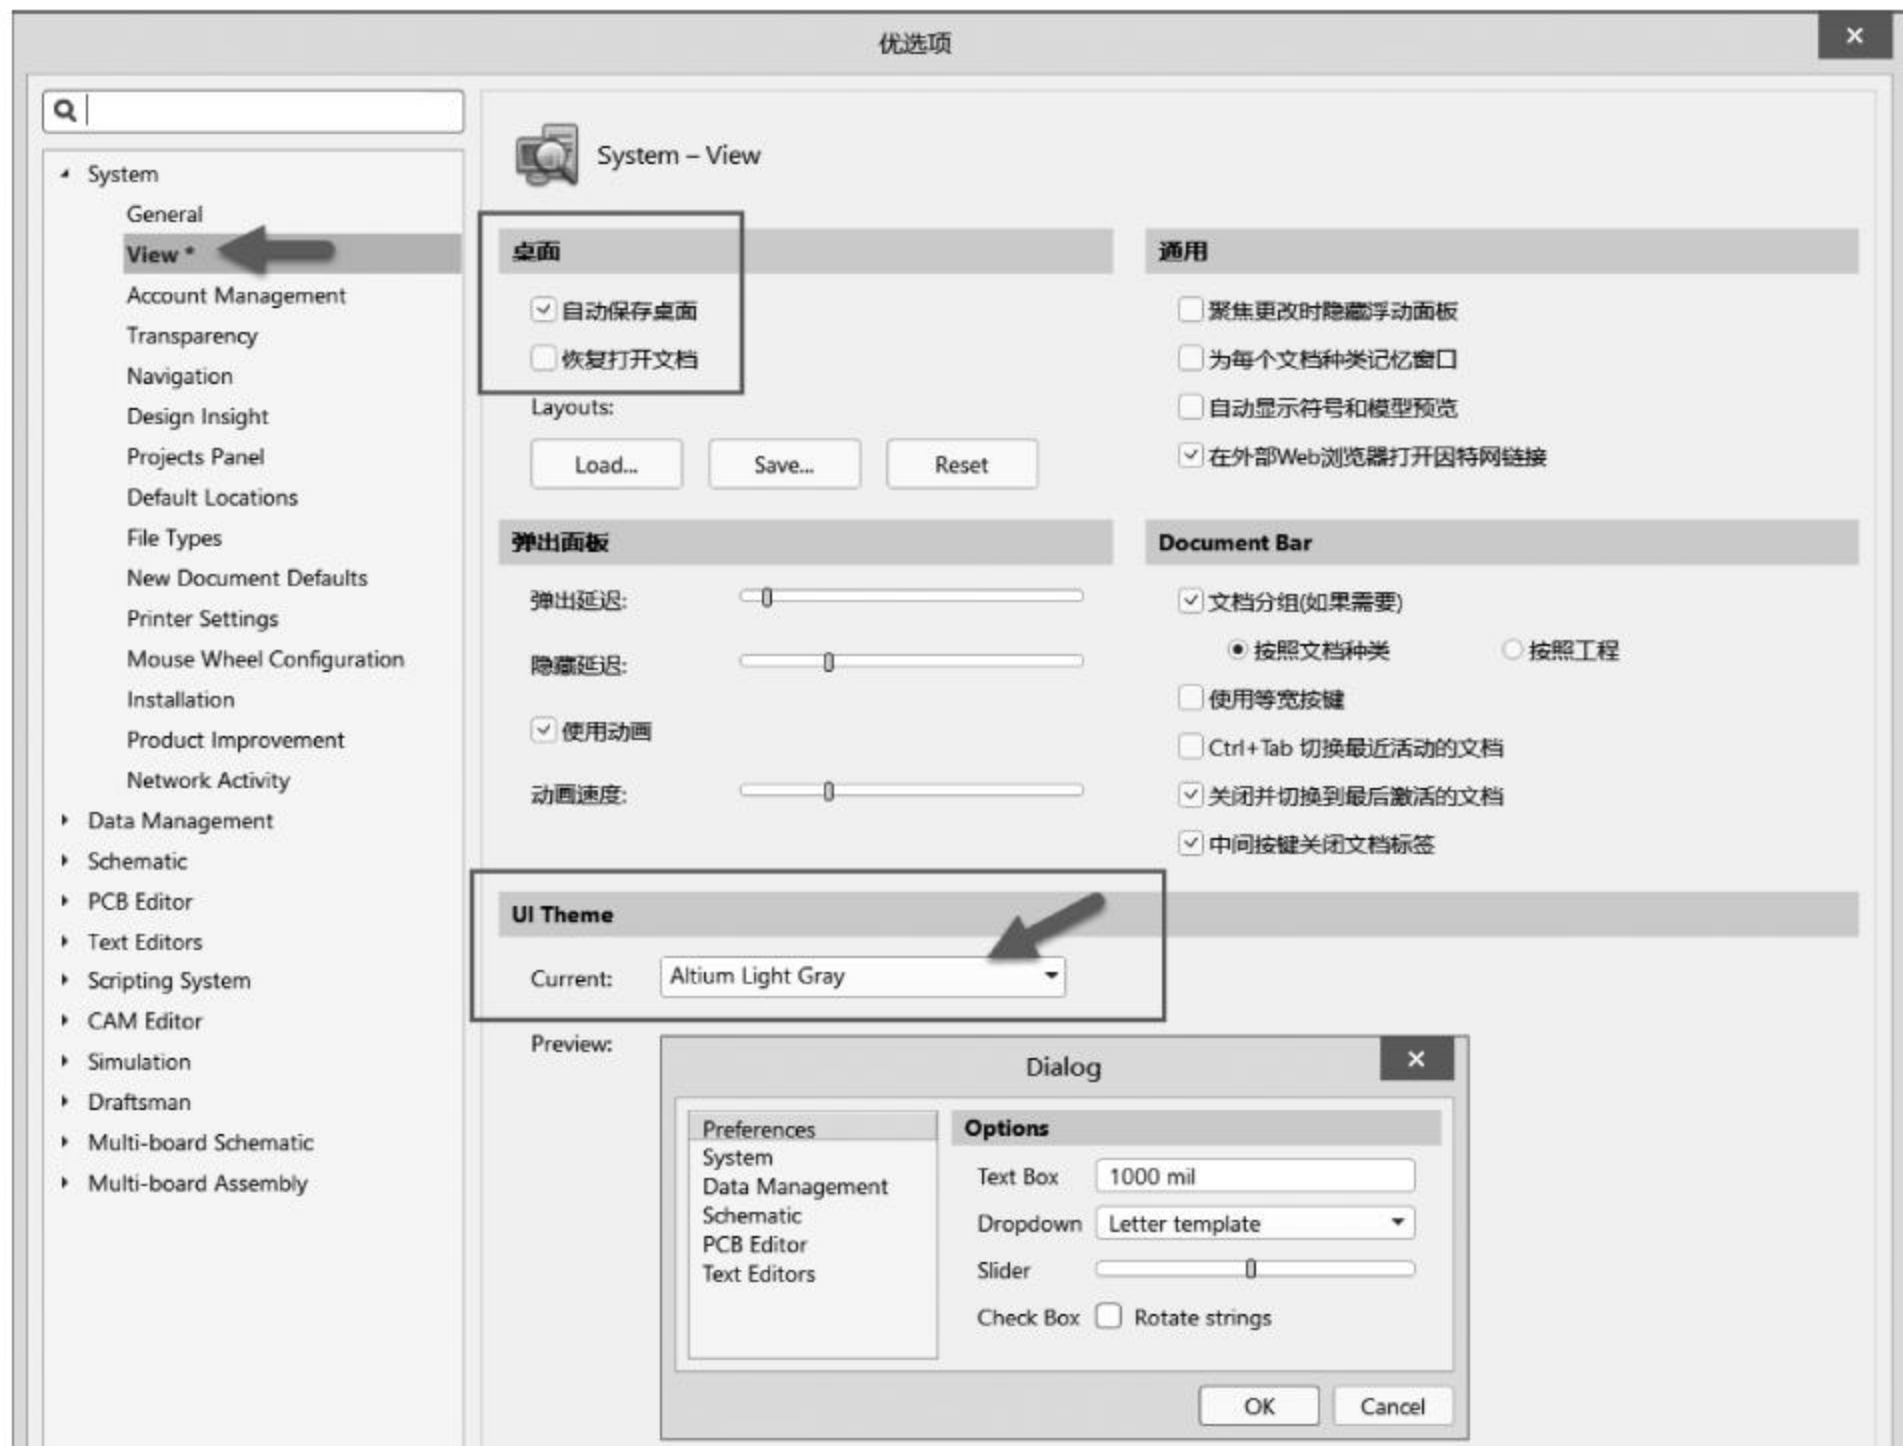 优选项
System
General
View *
Account Management
Transparency
Navigation
Design Insight
Projects Panel
Default Locations
File Types
New Document Defaults
Printer Settings
Mouse Wheel Configuration
Installation
Product Improvement
Network Activity
Data Management
Schematic
PCB Editor
Text Editors
Scripting System
CAM Editor
Simulation
Draftsman
Multi-board Schematic
Multi-board Assembly
System – View
桌面
自动保存桌面
恢复打开文档
Layouts:
Load... Save... Reset
通用
聚焦更改时隐藏浮动面板
为每个文档种类记忆窗口
自动显示符号和模型预览
在外部Web浏览器打开因特网链接
弹出面板
弹出延迟:
隐藏延迟:
使用动画
动画速度:
Document Bar
文档分组(如果需要)
按照文档种类 按照工程
使用等宽按键
Ctrl+Tab 切换最近活动的文档
关闭并切换到最后激活的文档
中间按键关闭文档标签
UI Theme
Current: Altium Light Gray
Preview:
Dialog
Preferences
System
Data Management
Schematic
PCB Editor
Text Editors
Options
Text Box 1000 mil
Dropdown Letter template
Slider
Check Box Rotate strings
OK Cancel